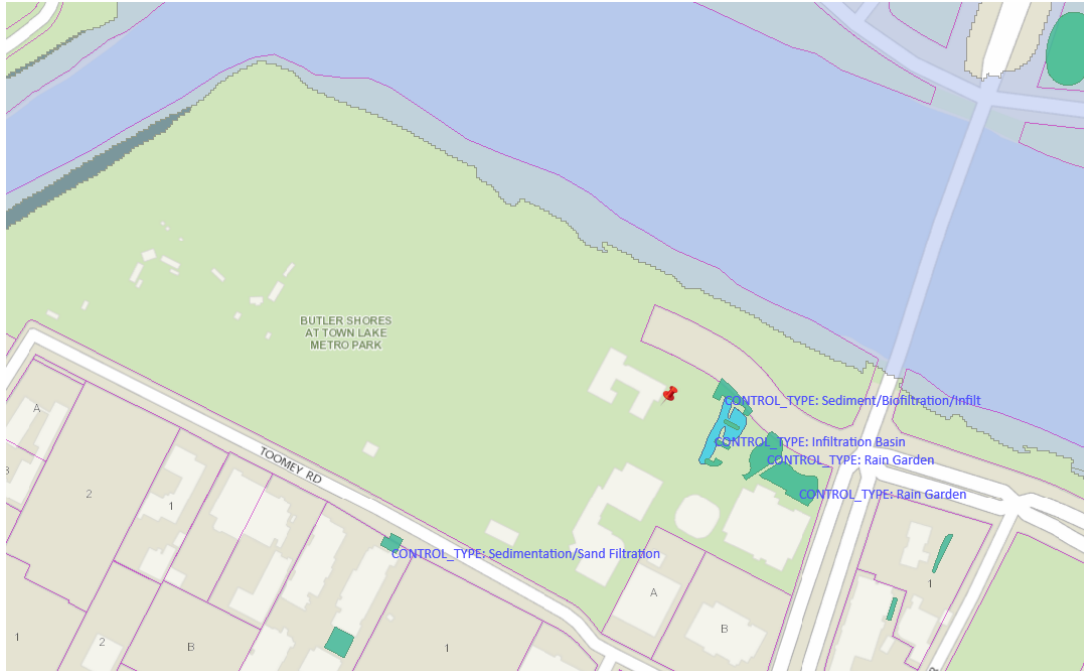 BUTLER SHORES
AT TOWN LAKE
METRO PARK
CONTROL_TYPE: Sediment/Biofiltration/Infilt
CONTROL_TYPE: Infiltration Basin
CONTROL_TYPE: Rain Garden
CONTROL_TYPE: Rain Garden
A
TOOMEY RD
2
1
CONTROL_TYPE: Sedimentation/Sand Filtration
1
A
B
1
2
B
1